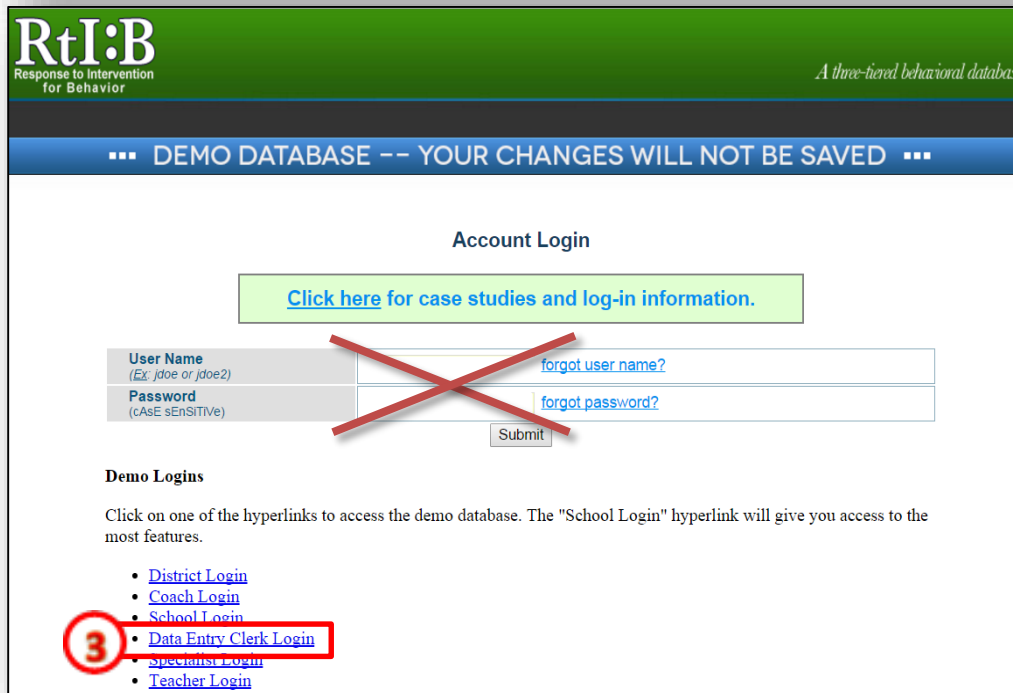 RtI:B
Response to Intervention
for Behavior
A three-tiered behavioral databas
DEMO DATABASE -- YOUR CHANGES WILL NOT BE SAVED
Account Login
Click here for case studies and log-in information.
User Name
(Ex: jdoe or jdoe2)
forgot user name?
Password
(cAsE sEnSiTiVe)
forgot password?
Submit
Demo Logins
Click on one of the hyperlinks to access the demo database. The "School Login" hyperlink will give you access to the
most features.
• District Login
• Coach Login
• School Login
3
• Data Entry Clerk Login
• Specialist Login
• Teacher Login